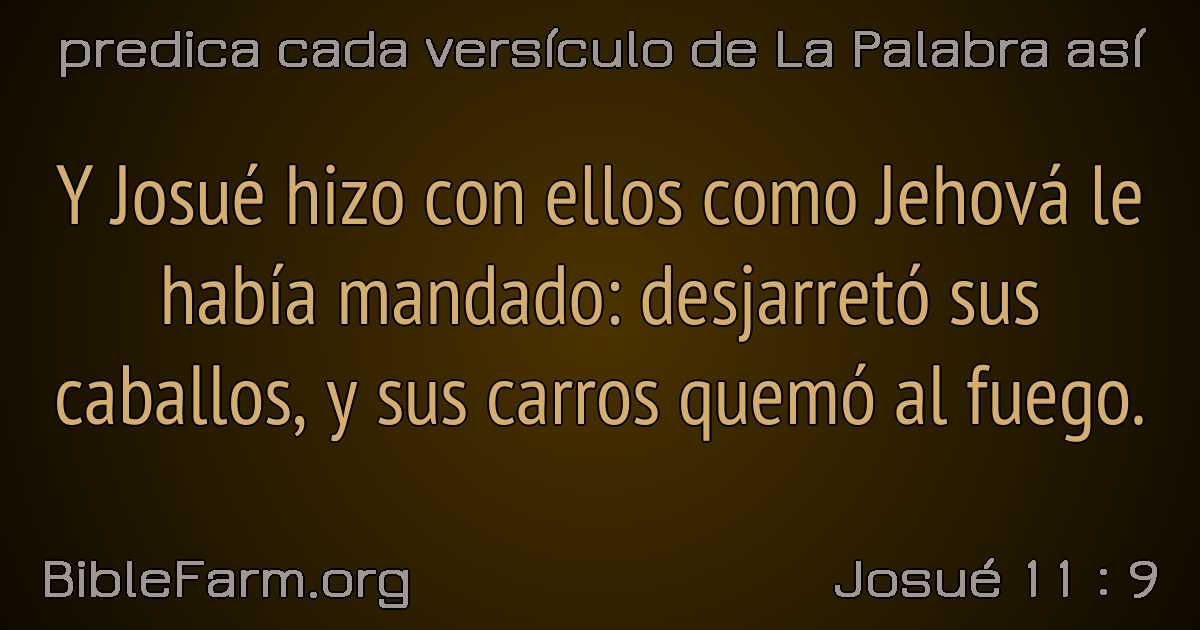 predica cada versículo de La Palabra así
Y Josué hizo con ellos como Jehová le
había mandado: desjarretó sus
caballos, y sus carros quemó al fuego.
BibleFarm.org
Josué 11 : 9